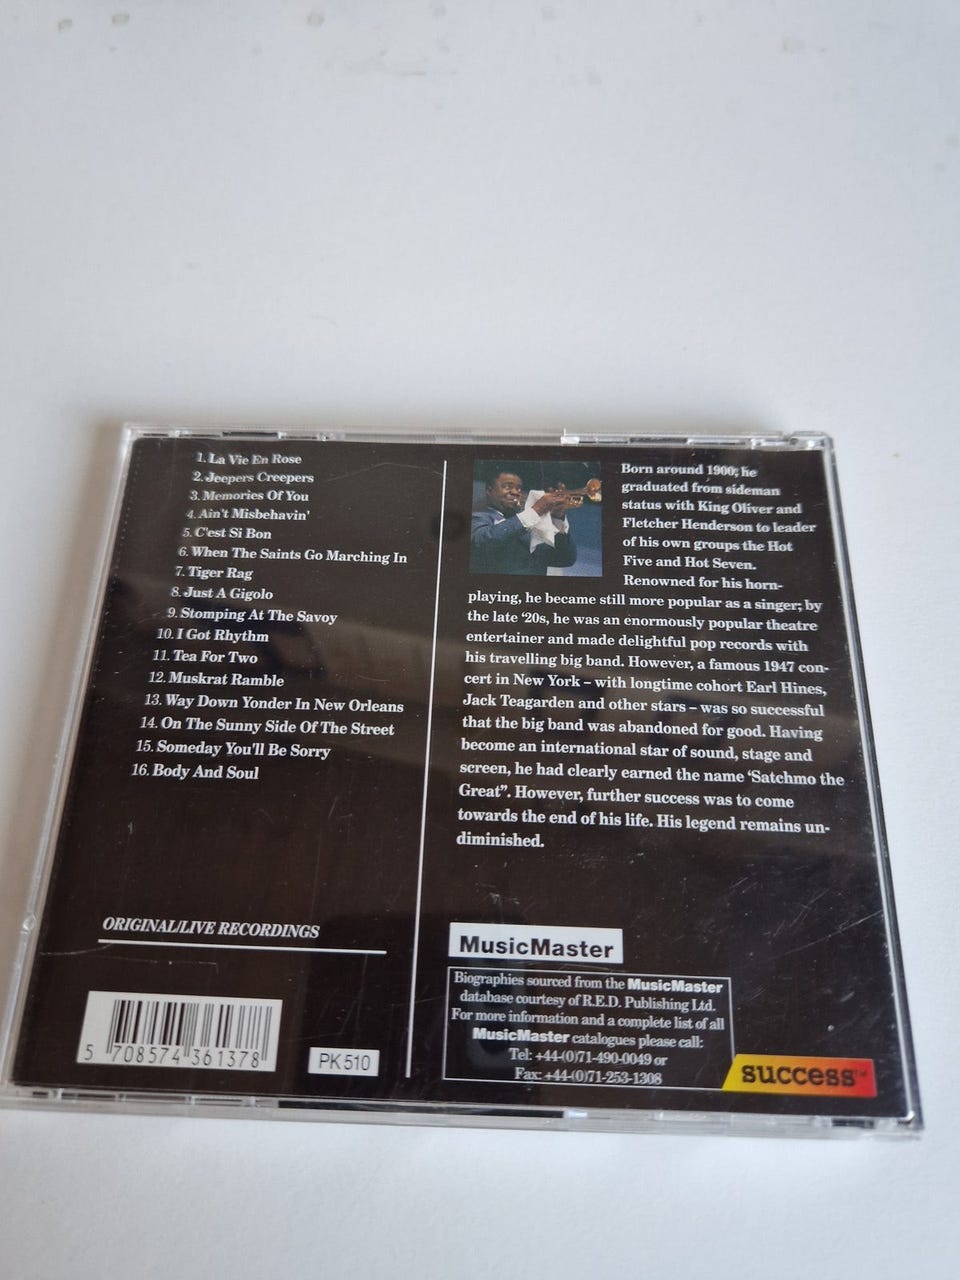 1. La Vie En Rose
2. Jeepers Creepers
3. Memories Of You
4. Ain't Misbehavin'
5. C'est Si Bon
6. When The Saints Go Marching In
7. Tiger Rag
8. Just A Gigolo
9. Stomping At The Savoy
10. I Got Rhythm
11. Tea For Two
12. Muskrat Ramble
13. Way Down Yonder In New Orleans
14. On The Sunny Side Of The Street
15. Someday You'll Be Sorry
16. Body And Soul
ORIGINAL/LIVE RECORDINGS
5 708574 361378
PK 510
Born around 1900; he
graduated from sideman
status with King Oliver and
Fletcher Henderson to leader
of his own groups the Hot
Five and Hot Seven.
Renowned for his horn-
playing, he became still more popular as a singer; by
the late '20s, he was an enormously popular theatre
entertainer and made delightful pop records with
his travelling big band. However, a famous 1947 con-
cert in New York – with longtime cohort Earl Hines,
Jack Teagarden and other stars – was so successful
that the big band was abandoned for good. Having
become an international star of sound, stage and
screen, he had clearly earned the name 'Satchmo the
Great”. However, further success was to come
towards the end of his life. His legend remains un-
diminished.
MusicMaster
Biographies sourced from the MusicMaster
database courtesy of R.E.D. Publishing Ltd.
For more information and a complete list of all
MusicMaster catalogues please call:
Tel: +44-(0)71-490-0049 or
Fax: +44-(0)71-253-1308
success™